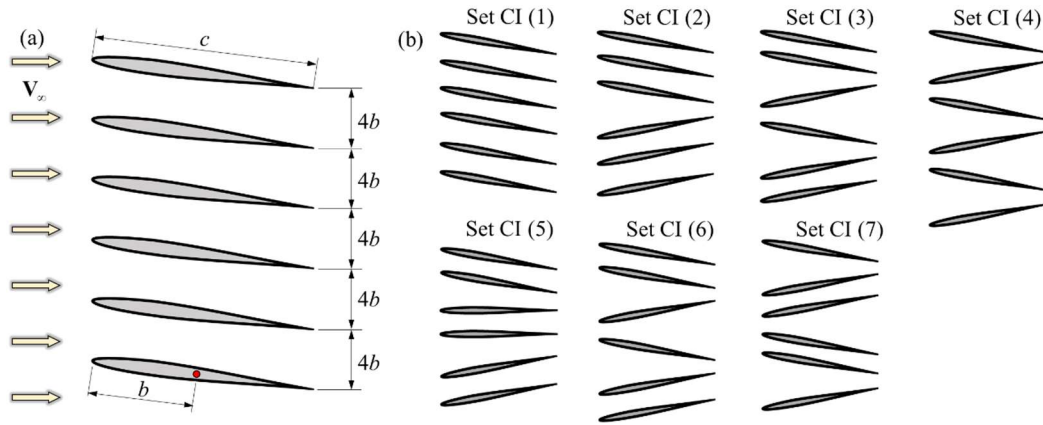 (a)
c
V∞
4b
4b
4b
4b
4b
b
(b)
Set CI (1) Set CI (2) Set CI (3) Set CI (4)
Set CI (5) Set CI (6) Set CI (7)